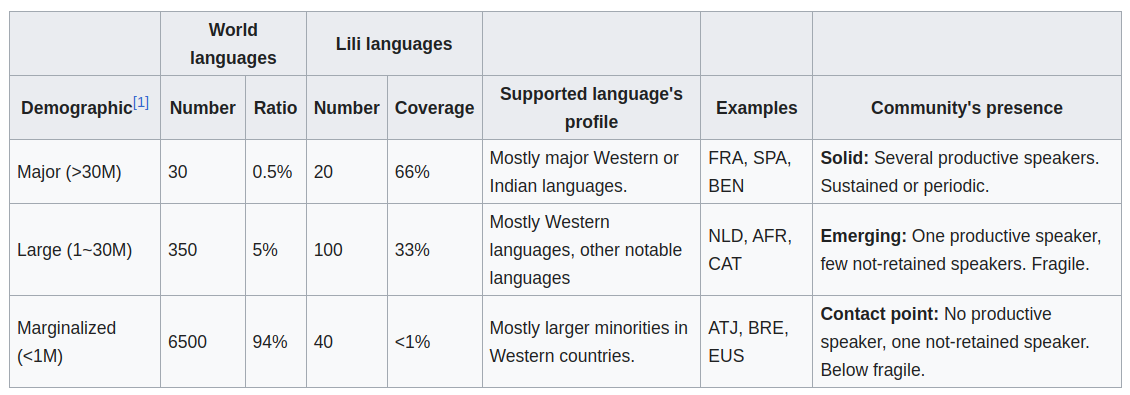 World languages	Lili languages
Demographic[1]	Number	Ratio	Number	Coverage	Supported language's profile	Examples	Community's presence
Major (>30M)	30	0.5%	20	66%	Mostly major Western or Indian languages.	FRA, SPA, BEN	Solid: Several productive speakers. Sustained or periodic.
Large (1~30M)	350	5%	100	33%	Mostly Western languages, other notable languages	NLD, AFR, CAT	Emerging: One productive speaker, few not-retained speakers. Fragile.
Marginalized (<1M)	6500	94%	40	<1%	Mostly larger minorities in Western countries.	ATJ, BRE, EUS	Contact point: No productive speaker, one not-retained speaker. Below fragile.